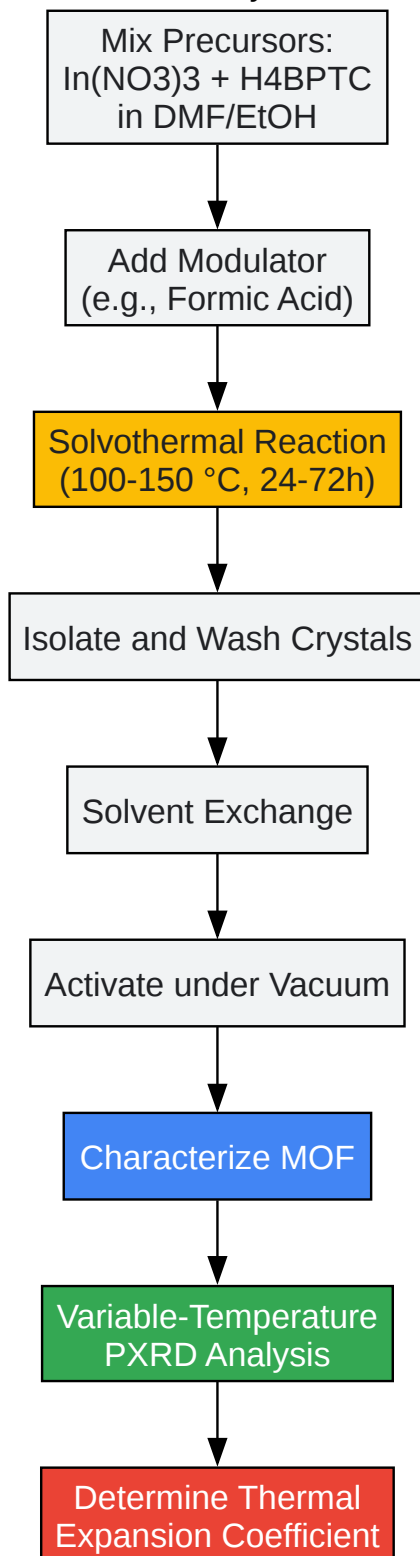 Mix Precursors:
In(NO3)3 + H4BPTC
in DMF/EtOH
Add Modulator
(e.g., Formic Acid)
Solvothermal Reaction
(100-150 °C, 24-72h)
Isolate and Wash Crystals
Solvent Exchange
Activate under Vacuum
Characterize MOF
Variable-Temperature
PXRD Analysis
Determine Thermal
Expansion Coefficient